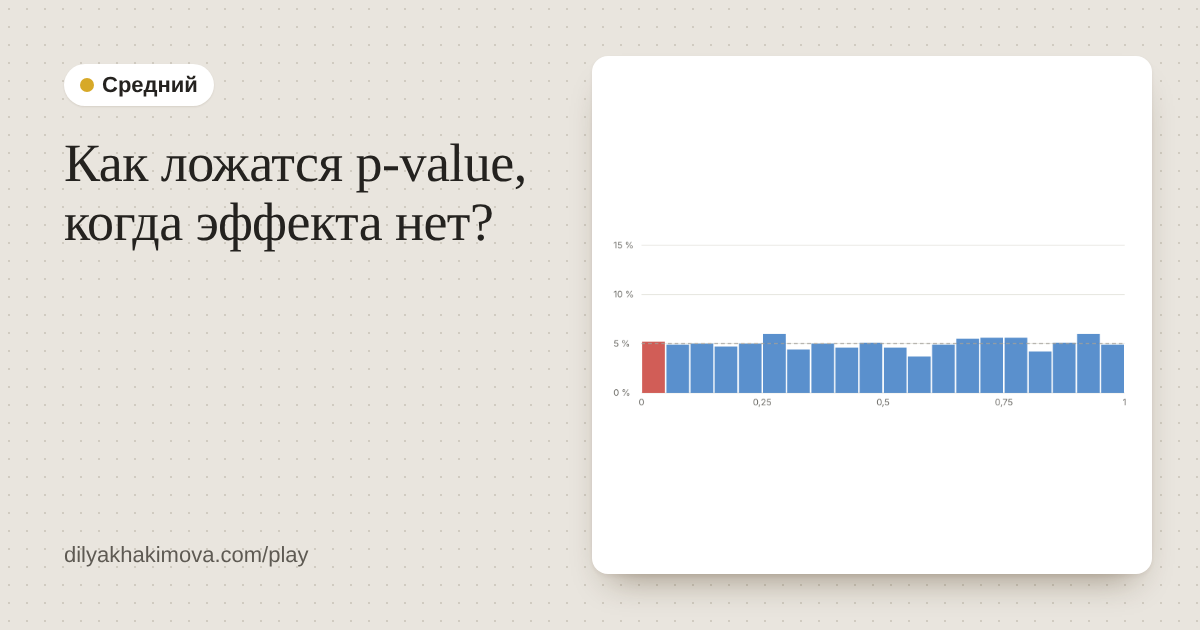 Средний
Как ложатся p-value,
когда эффекта нет?
15 %
10 %
5 %
0 %
0
0,25
0,5
0,75
1
dilyakhakimova.com/play